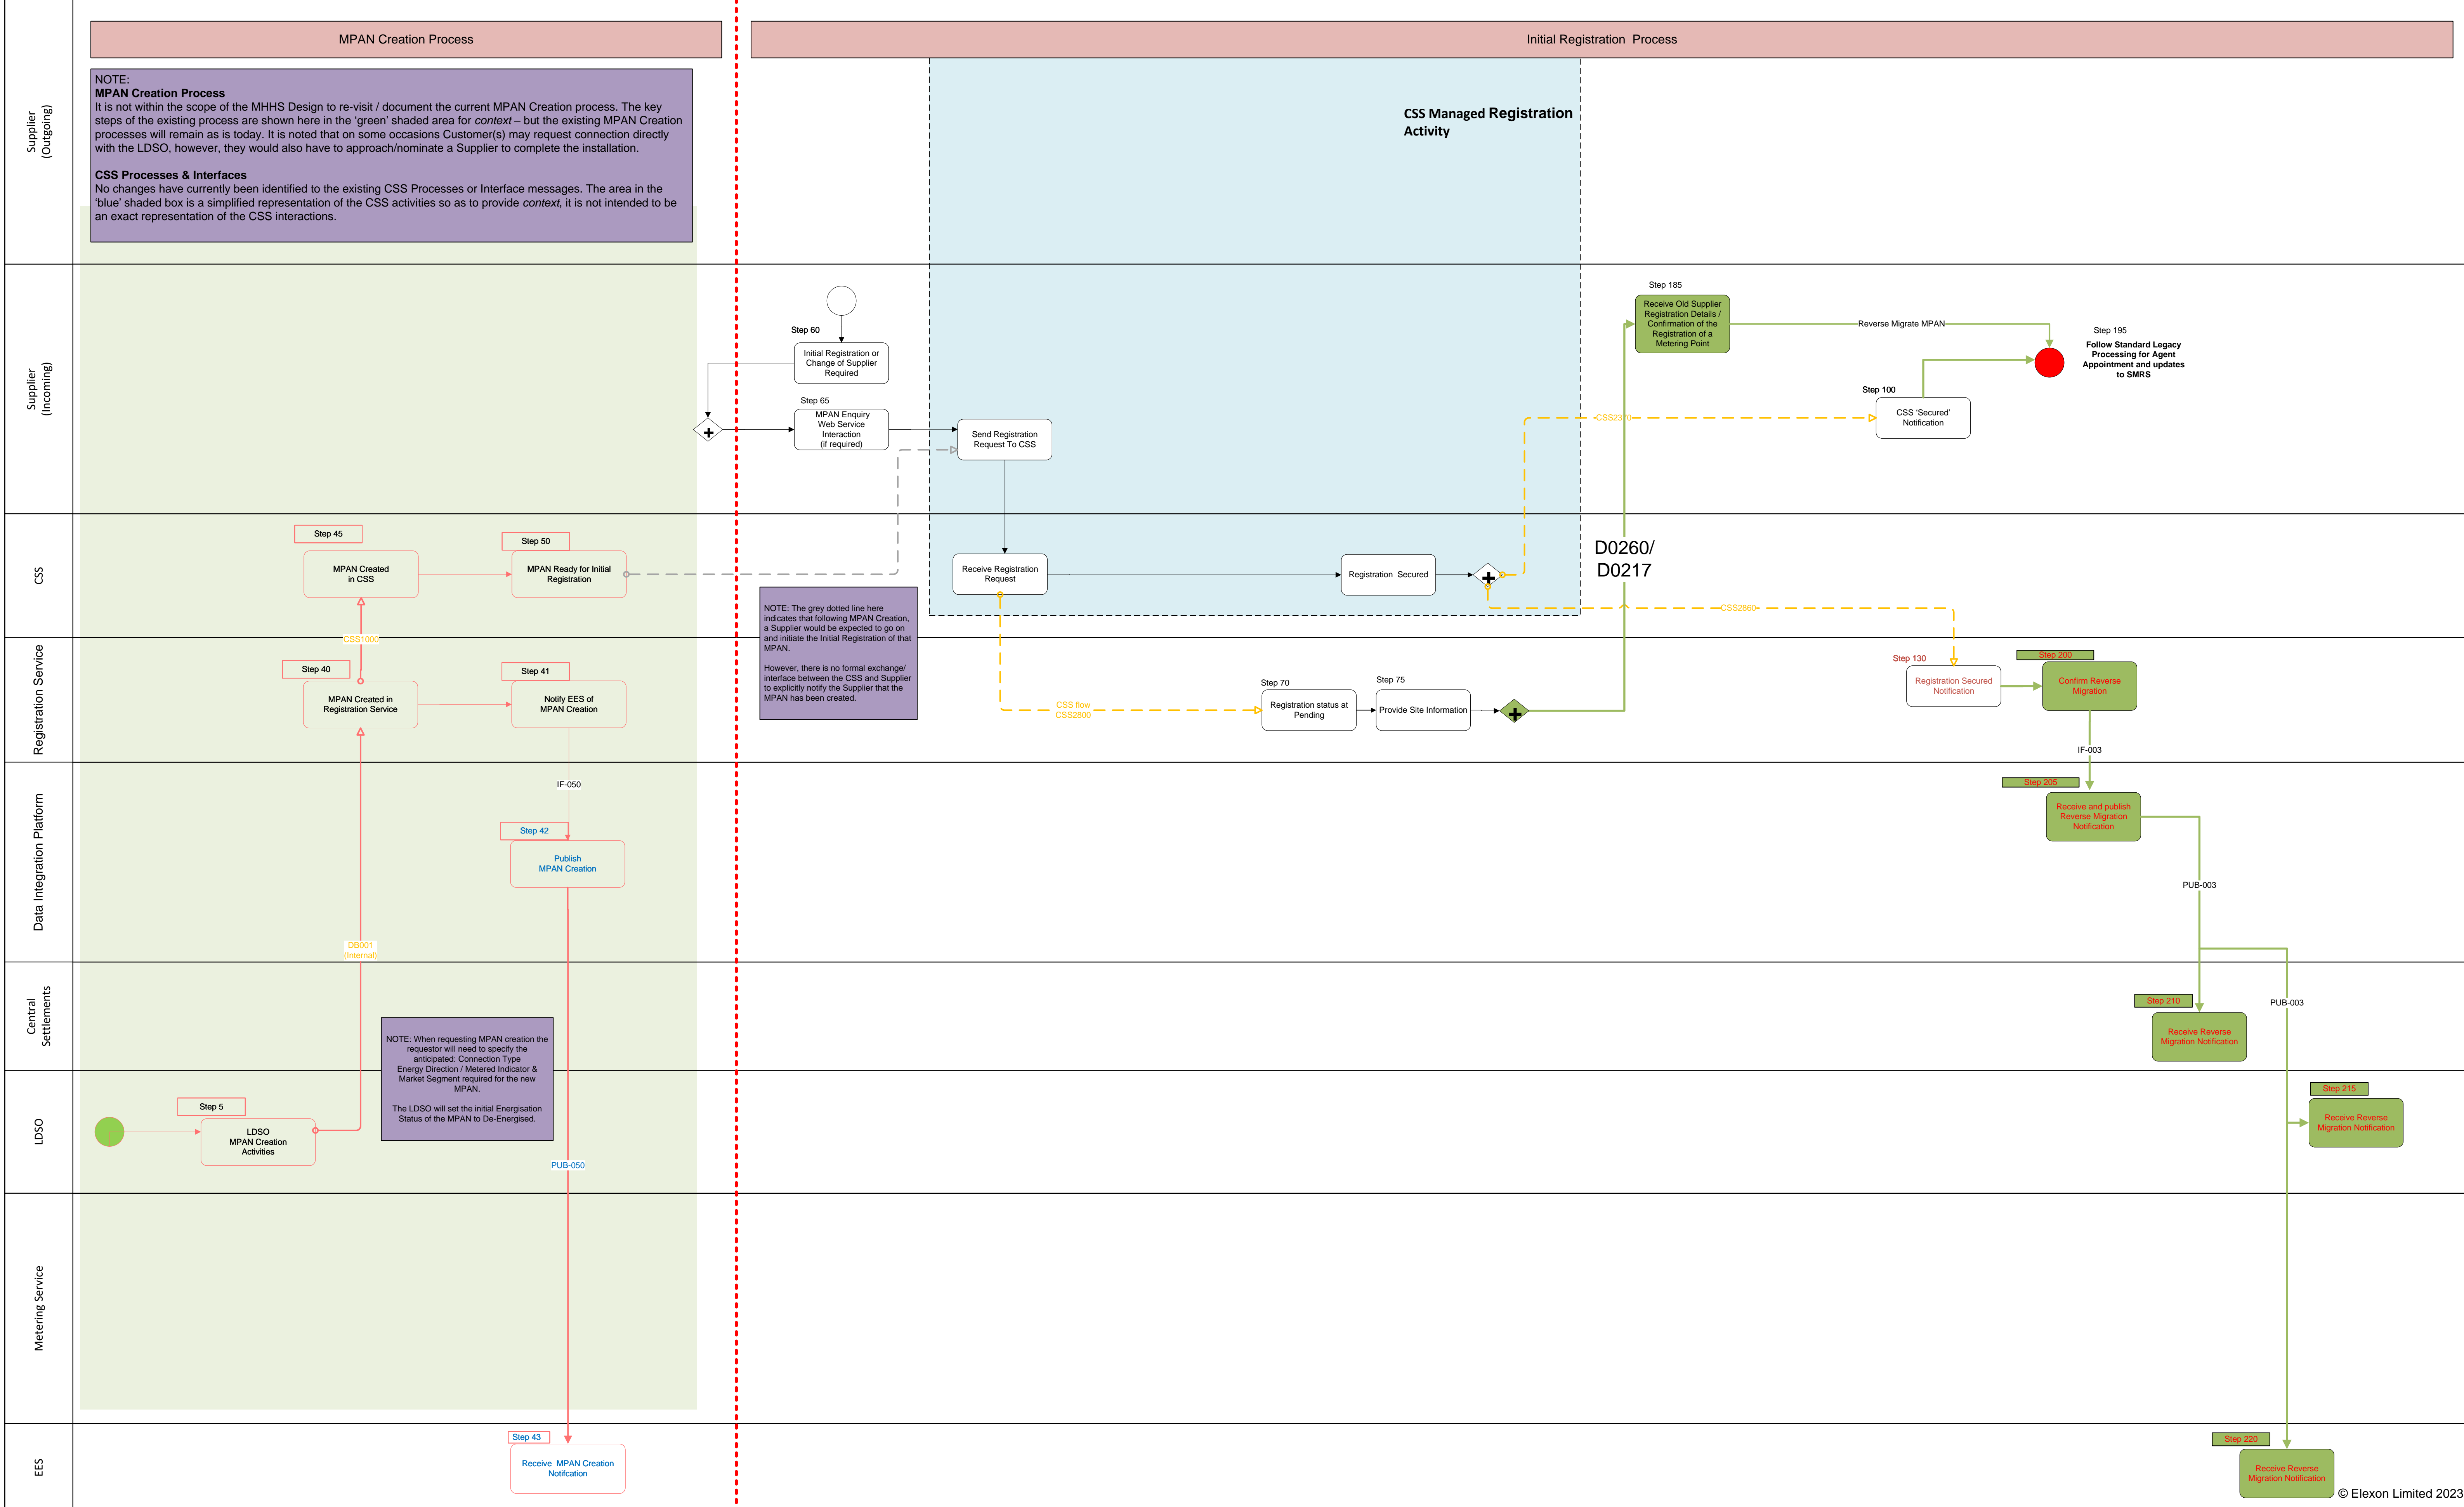 MPAN Creation Process
Initial Registration  Process
Supplier
(Outgoing)
NOTE:
MPAN Creation Process
It is not within the scope of the MHHS Design to re-visit / document the current MPAN Creation process. The key
steps of the existing process are shown here in the ‘green’ shaded area for context – but the existing MPAN Creation
processes will remain as is today. It is noted that on some occasions Customer(s) may request connection directly
with the LDSO, however, they would also have to approach/nominate a Supplier to complete the installation.
CSS Processes & Interfaces
No changes have currently been identified to the existing CSS Processes or Interface messages. The area in the
‘blue’ shaded box is a simplified representation of the CSS activities so as to provide context, it is not intended to be
an exact representation of the CSS interactions.
CSS Managed Registration
Activity
Supplier
(Incoming)
Step 60
Initial Registration or
Change of Supplier
Required
Step 65
MPAN Enquiry
Web Service
Interaction
(if required)
Send Registration
Request To CSS
Step 185
Receive Old Supplier
Registration Details /
Confirmation of the
Registration of a
Metering Point
Reverse Migrate MPAN
Step 195
Follow Standard Legacy
Processing for Agent
Appointment and updates
to SMRS
Step 100
CSS 'Secured'
Notification
CSS2370
CSS
Step 45
MPAN Created
in CSS
Step 50
MPAN Ready for Initial
Registration
Receive Registration
Request
Registration  Secured
D0260/
D0217
CSS2860
CSS1000
NOTE: The grey dotted line here
indicates that following MPAN Creation,
a Supplier would be expected to go on
and initiate the Initial Registration of that
MPAN.
However, there is no formal exchange/
interface between the CSS and Supplier
to explicitly notify the Supplier that the
MPAN has been created.
Registration Service
Step 40
MPAN Created in
Registration Service
Step 41
Notify EES of
MPAN Creation
CSS flow
CSS2800
Step 70
Registration status at
Pending
Step 75
Provide Site Information
Step 130
Registration Secured
Notification
Step 200
Confirm Reverse
Migration
IF-003
Data Integration Platform
IF-050
Step 42
Publish
MPAN Creation
DB001
(Internal)
Step 205
Receive and publish
Reverse Migration
Notification
PUB-003
Central
Settlements
Step 210
Receive Reverse
Migration Notification
PUB-003
NOTE: When requesting MPAN creation the
requestor will need to specify the
anticipated: Connection Type
Energy Direction / Metered Indicator &
Market Segment required for the new
MPAN.
The LDSO will set the initial Energisation
Status of the MPAN to De-Energised.
LDSO
Step 5
LDSO
MPAN Creation
Activities
PUB-050
Step 215
Receive Reverse
Migration Notification
Metering Service
EES
Step 43
Receive  MPAN Creation
Notifcation
Step 220
Receive Reverse
Migration Notification
© Elexon Limited 2023